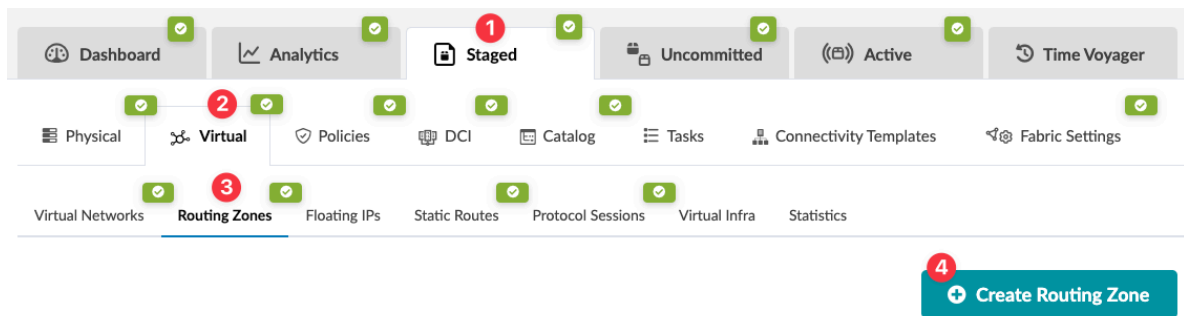 1
Dashboard Analytics Staged Uncommitted Active Time Voyager
2
Physical Virtual Policies DCI Catalog Tasks Connectivity Templates Fabric Settings
3
Virtual Networks Routing Zones Floating IPs Static Routes Protocol Sessions Virtual Infra Statistics
4
Create Routing Zone